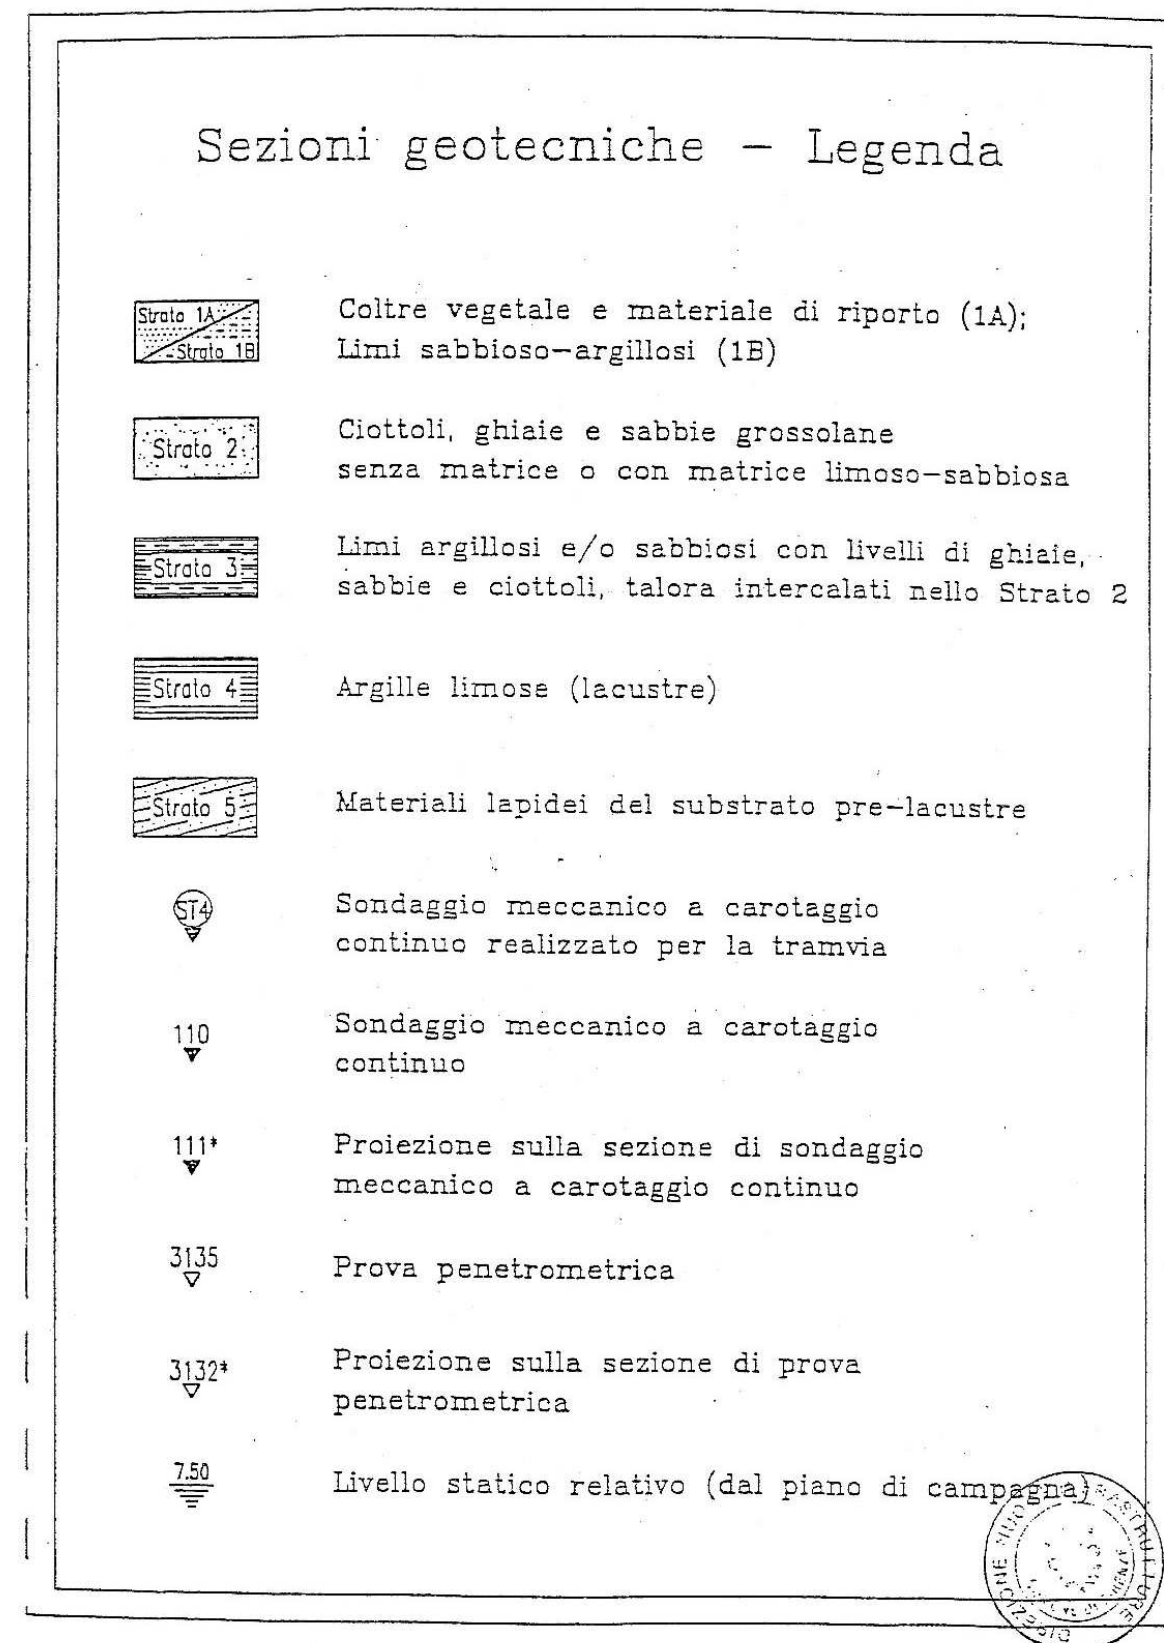 Sezioni geotecniche – Legenda
Strato 1A
Strato 1B
Coltre vegetale e materiale di riporto (1A);
Limi sabbioso–argillosi (1B)
Strato 2
Ciottoli, ghiaie e sabbie grossolane
senza matrice o con matrice limoso–sabbiosa
Strato 3
Limi argillosi e/o sabbiosi con livelli di ghiaie,
sabbie e ciottoli, talora intercalati nello Strato 2
Strato 4
Argille limose (lacustre)
Strato 5
Materiali lapidei del substrato pre–lacustre
ST4
Sondaggio meccanico a carotaggio
continuo realizzato per la tramvia
110
Sondaggio meccanico a carotaggio
continuo
111*
Proiezione sulla sezione di sondaggio
meccanico a carotaggio continuo
3135
Prova penetrometrica
3132*
Proiezione sulla sezione di prova
penetrometrica
7.50
Livello statico relativo (dal piano di campagna)
DIREZIONE